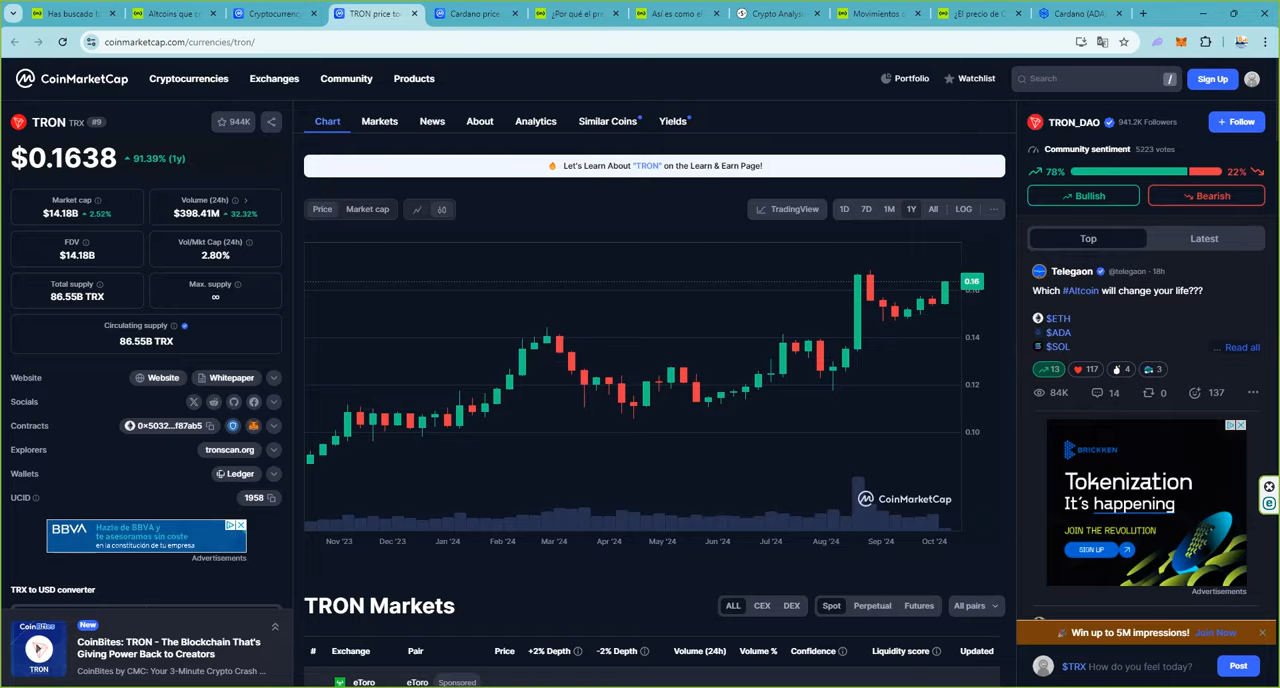 Has buscado b
Altcoins que cr
Cryptocurrenc
TRON price to
Cardano price
¿Por qué el pre
Así es como el
Crypto Analysi
Movimientos c
¿El precio de C
Cardano (ADA
coinmarketcap.com/currencies/tron/
CoinMarketCap
Cryptocurrencies
Exchanges
Community
Products
Portfolio
Watchlist
Search
/
Sign Up
TRON TRX #9
944K
$0.1638 91.39% (1y)
Market cap
$14.18B 2.52%
Volume (24h)
$398.41M 32.32%
FDV
$14.18B
Vol/Mkt Cap (24h)
2.80%
Total supply
86.55B TRX
Max. supply
∞
Circulating supply
86.55B TRX
Website
Website
Whitepaper
Socials
Contracts
0x5032...f87ab5
Explorers
tronscan.org
Wallets
Ledger
UCID
1958
BBVA
Hazte de BBVA y
te asesoramos sin coste
en la constitución de tu empresa
Advertisements
TRX to USD converter
CoinBites
TRON
New
CoinBites: TRON - The Blockchain That's
Giving Power Back to Creators
CoinBites by CMC: Your 3-Minute Crypto Crash ...
Chart
Markets
News
About
Analytics
Similar Coins
Yields
Let's Learn About "TRON" on the Learn & Earn Page!
Price
Market cap
TradingView
1D
7D
1M
1Y
All
LOG
0.16
0.16
0.14
0.12
0.10
CoinMarketCap
Nov '23
Dec '23
Jan '24
Feb '24
Mar '24
Apr '24
May '24
Jun '24
Jul '24
Aug '24
Sep '24
Oct '24
TRON Markets
ALL
CEX
DEX
Spot
Perpetual
Futures
All pairs
#
Exchange
Pair
Price
+2% Depth
-2% Depth
Volume (24h)
Volume %
Confidence
Liquidity score
Updated
eToro
eToro
Sponsored
TRON_DAO
941.2K Followers
+ Follow
Community sentiment 5223 votes
78%
22%
Bullish
Bearish
Top
Latest
Telegaon @telegaon · 18h
Which #Altcoin will change your life???
$ETH
$ADA
$SOL
... Read all
13
117
4
3
84K
14
0
137
BRICKKEN
Tokenization
It's happening
JOIN THE REVOLUTION
SIGN UP
Advertisements
Win up to 5M impressions! Join Now
$TRX How do you feel today?
Post